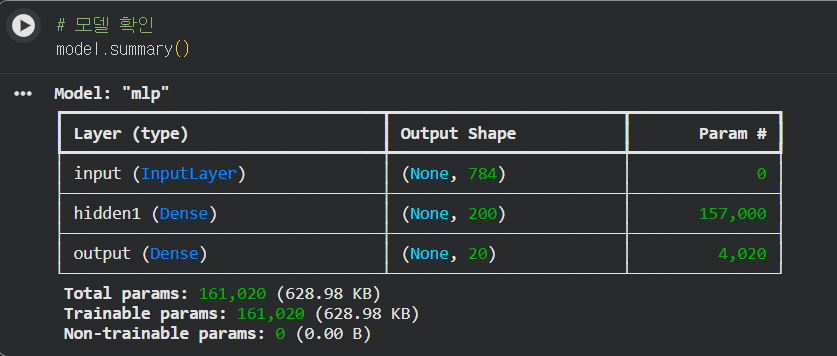 # 모델 확인
model.summary()
Model: "mlp"
Layer (type) Output Shape Param #
input (InputLayer) (None, 784) 0
hidden1 (Dense) (None, 200) 157,000
output (Dense) (None, 20) 4,020
Total params: 161,020 (628.98 KB)
Trainable params: 161,020 (628.98 KB)
Non-trainable params: 0 (0.00 B)